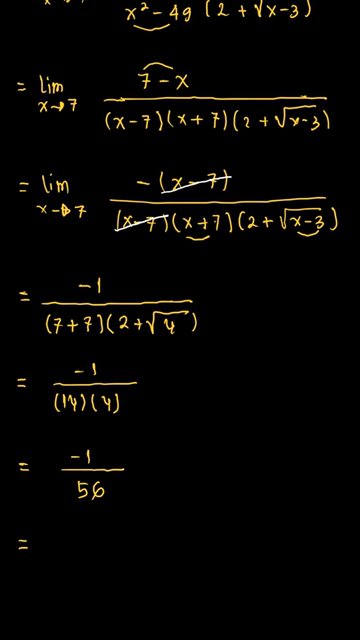 x² - 49 (2 + √x-3)
= lim x→7 7 - x / (x-7)(x+7)(2+√x-3)
= lim x→7 -(x-7) / (x-7)(x+7)(2+√x-3)
= -1 / (7+7)(2+√4)
= -1 / (14)(4)
= -1 / 56
=